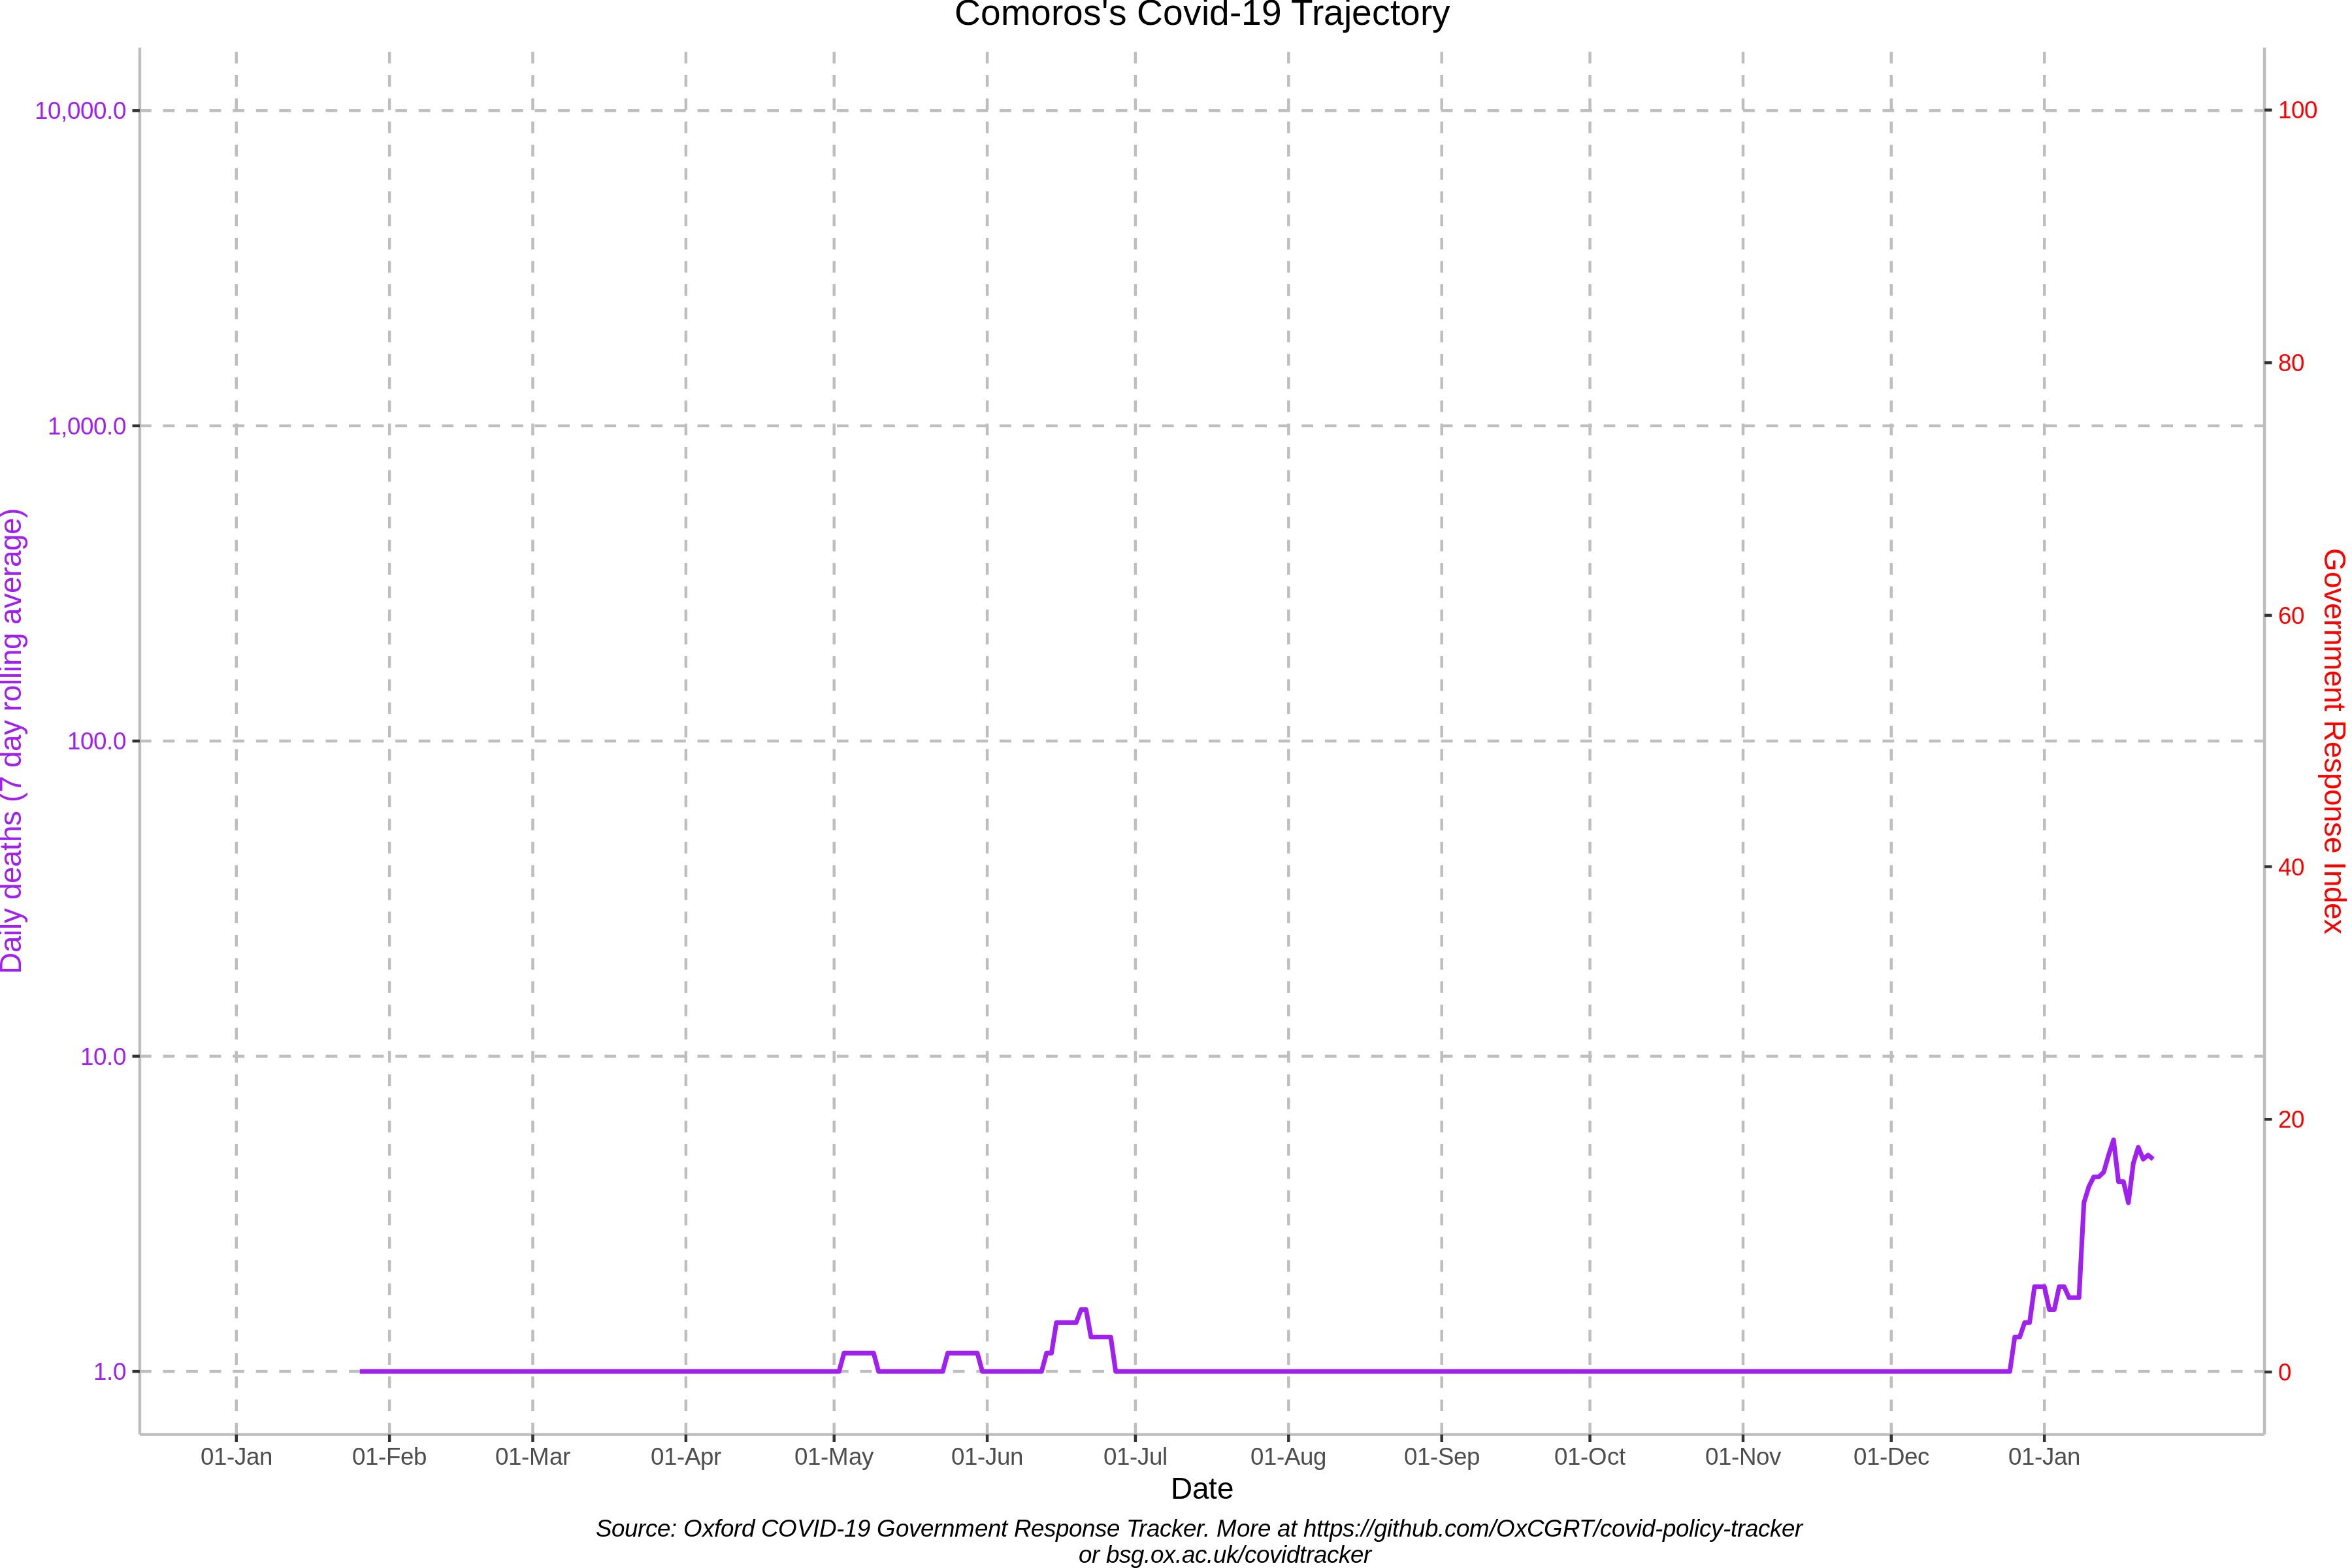 Comoros's Covid-19 Trajectory
10,000.0
1,000.0
100.0
10.0
1.0
Daily deaths (7 day rolling average)
100
80
60
40
20
0
Government Response Index
01-Jan 01-Feb 01-Mar 01-Apr 01-May 01-Jun 01-Jul 01-Aug 01-Sep 01-Oct 01-Nov 01-Dec 01-Jan
Date
Source: Oxford COVID-19 Government Response Tracker. More at https://github.com/OxCGRT/covid-policy-tracker
or bsg.ox.ac.uk/covidtracker